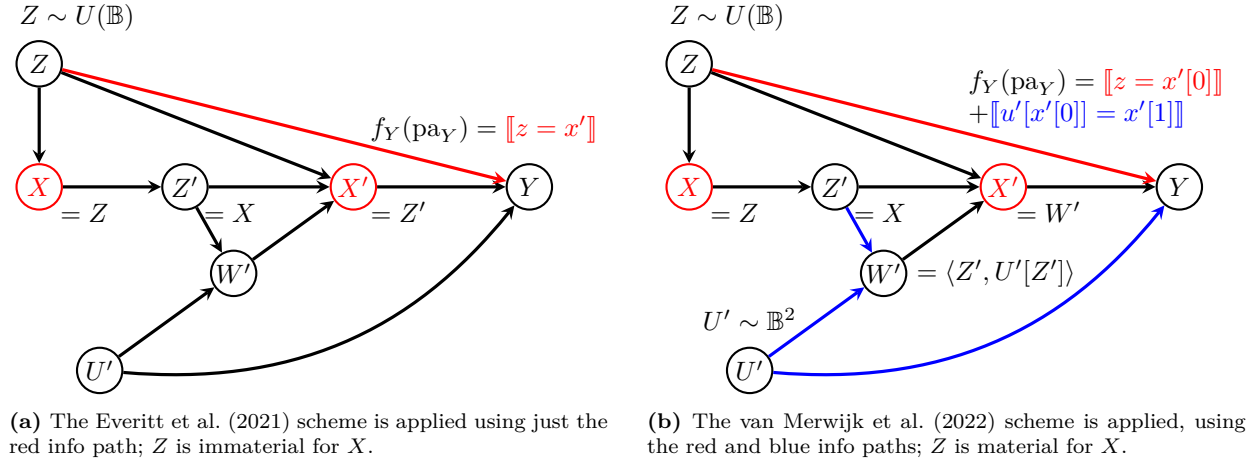 Z ∼ U(𝔹)
Z
f_Y(pa_Y) = ⟦z = x′⟧
X
Z′
X′
Y
= Z
= X
= Z′
W′
U′
(a) The Everitt et al. (2021) scheme is applied using just the
red info path; Z is immaterial for X.
Z ∼ U(𝔹)
Z
f_Y(pa_Y) = ⟦z = x′[0]⟧
+⟦u′[x′[0]] = x′[1]⟧
X
Z′
X′
Y
= Z
= X
= W′
W′ = ⟨Z′, U′[Z′]⟩
U′ ∼ 𝔹²
U′
(b) The van Merwijk et al. (2022) scheme is applied, using
the red and blue info paths; Z is material for X.